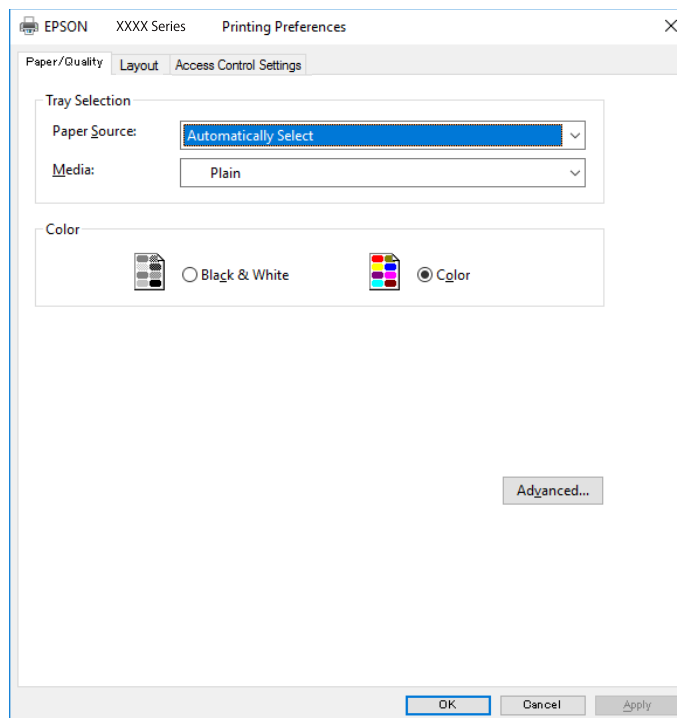 EPSON XXXX Series Printing Preferences
Paper/Quality Layout Access Control Settings
Tray Selection
Paper Source: Automatically Select
Media: Plain
Color
Black & White Color
Advanced...
OK Cancel Apply